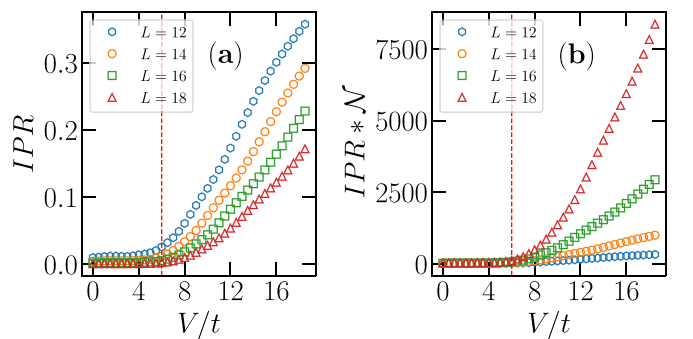 (a)
L = 12
L = 14
L = 16
L = 18
IPR
0.3
0.2
0.1
0.0
0 4 8 12 16
V/t
(b)
L = 12
L = 14
L = 16
L = 18
IPR * 𝒩
7500
5000
2500
0
0 4 8 12 16
V/t